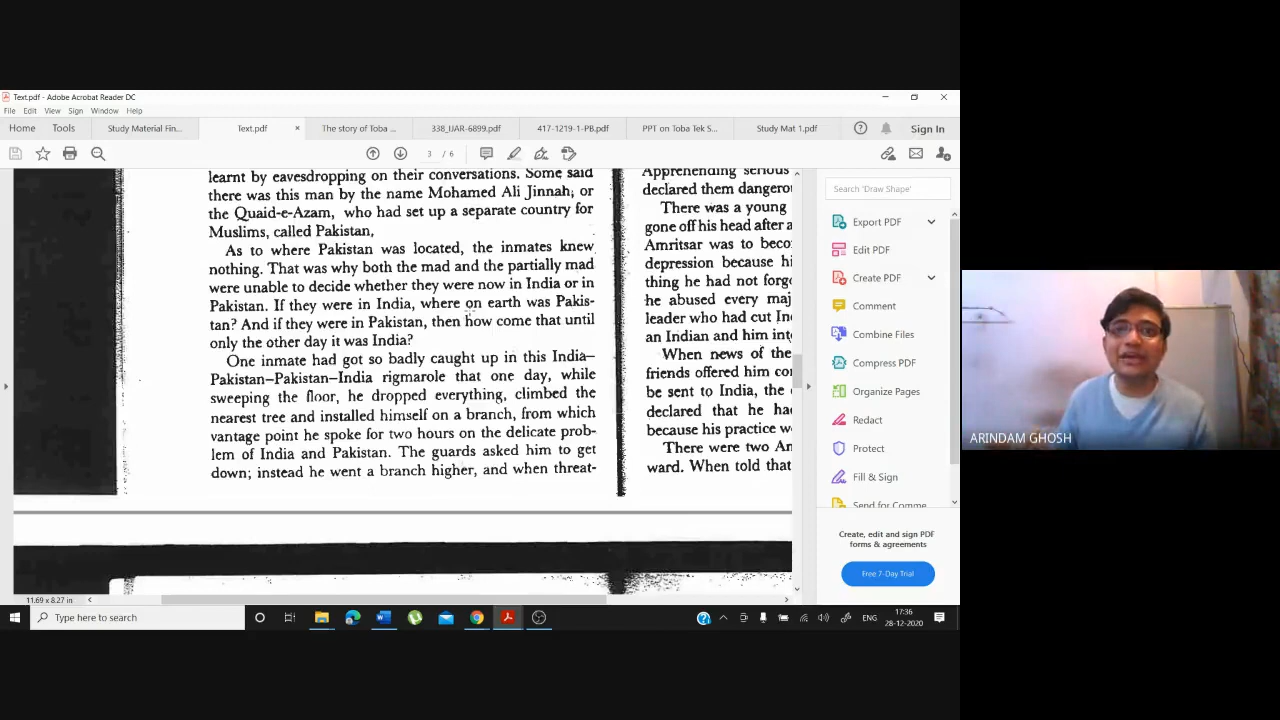 Text.pdf - Adobe Acrobat Reader DC
File Edit View Sign Window Help
Home Tools Study Material Fin... Text.pdf × The story of Toba ... 338_IJAR-6899.pdf 417-1219-1-PB.pdf PPT on Toba Tek S... Study Mat 1.pdf Sign In
3 / 6
learnt by eavesdropping on their conversations. Some said
there was this man by the name Mohamed Ali Jinnah, or
the Quaid-e-Azam, who had set up a separate country for
Muslims, called Pakistan,
As to where Pakistan was located, the inmates knew
nothing. That was why both the mad and the partially mad
were unable to decide whether they were now in India or in
Pakistan. If they were in India, where on earth was Pakis-
tan? And if they were in Pakistan, then how come that until
only the other day it was India?
One inmate had got so badly caught up in this India–
Pakistan–Pakistan–India rigmarole that one day, while
sweeping the floor, he dropped everything, climbed the
nearest tree and installed himself on a branch, from which
vantage point he spoke for two hours on the delicate prob-
lem of India and Pakistan. The guards asked him to get
down; instead he went a branch higher, and when threat-
Apprehending serious
declared them dangero
There was a young
gone off his head after a
Amritsar was to beco
depression because hi
thing he had not forgo
he abused every maj
leader who had cut In
an Indian and him int
When news of the
friends offered him con
be sent to India, the
declared that he had
because his practice w
There were two An
ward. When told that
Search 'Draw Shape'
Export PDF
Edit PDF
Create PDF
Comment
Combine Files
Compress PDF
Organize Pages
Redact
Protect
Fill & Sign
Send for Comme
Create, edit and sign PDF
forms & agreements
Free 7-Day Trial
ARINDAM GHOSH
11.69 x 8.27 in
Type here to search
ENG
17:36
28-12-2020